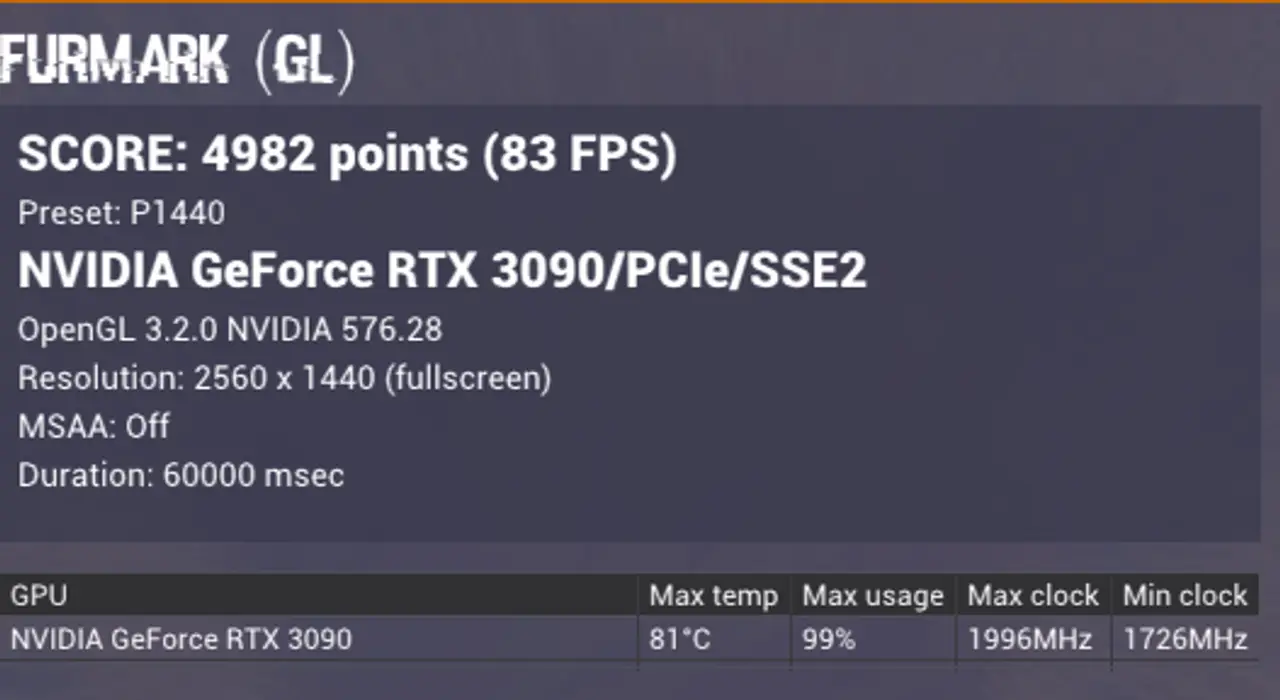 FURMARK (GL)
SCORE: 4982 points (83 FPS)
Preset: P1440
NVIDIA GeForce RTX 3090/PCIe/SSE2
OpenGL 3.2.0 NVIDIA 576.28
Resolution: 2560 x 1440 (fullscreen)
MSAA: Off
Duration: 60000 msec
GPU Max temp Max usage Max clock Min clock
NVIDIA GeForce RTX 3090 81°C 99% 1996MHz 1726MHz